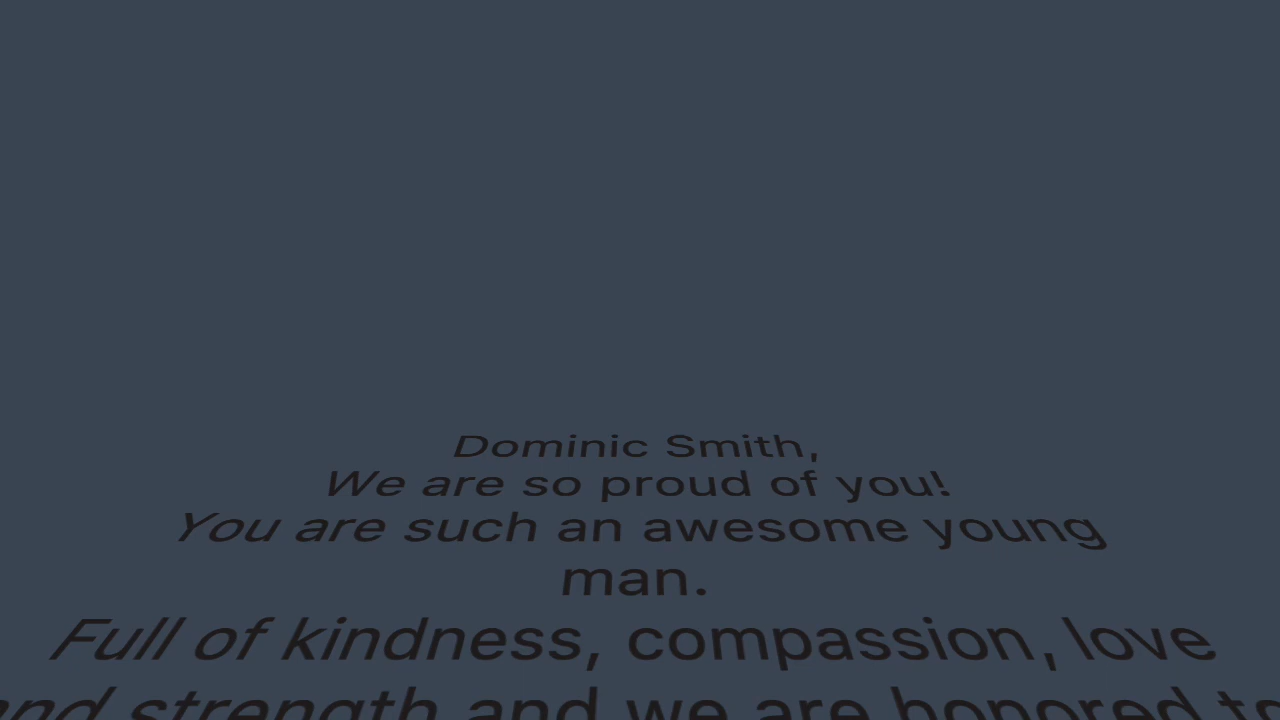 Dominic Smith,
We are so proud of you!
You are such an awesome young
man.
Full of kindness, compassion, love
and strength and we are honored to